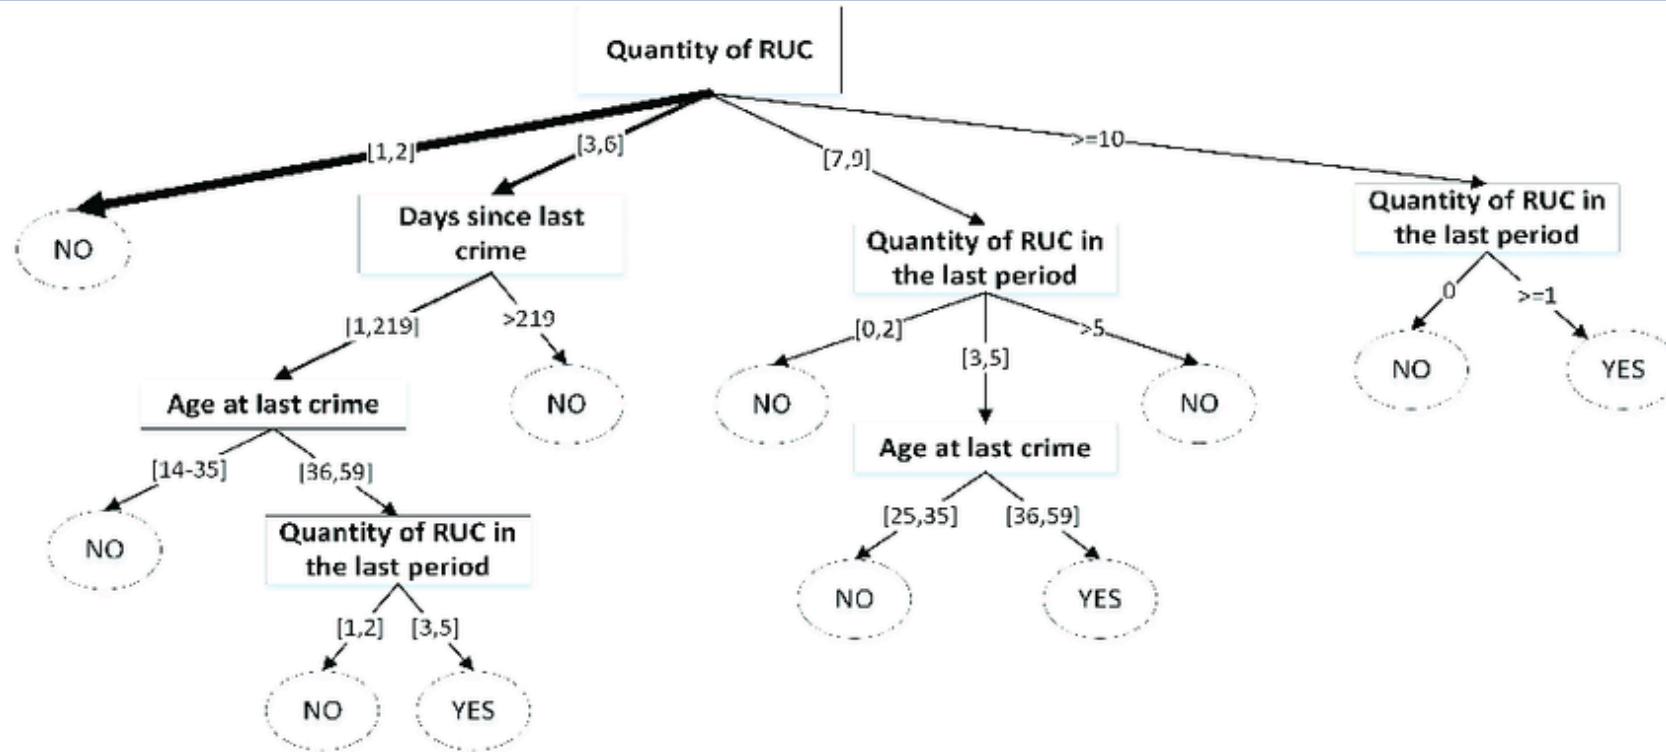 Quantity of RUC
[1,2]
[3,6]
[7,9]
>=10
NO
Days since last
crime
Quantity of RUC in
the last period
Quantity of RUC in
the last period
[1,219]
>219
[0,2]
[3,5]
>5
0
>=1
Age at last crime
NO
NO
Age at last crime
NO
NO
YES
[14-35]
[36,59]
[25,35]
[36,59]
NO
Quantity of RUC in
the last period
NO
YES
[1,2]
[3,5]
NO
YES